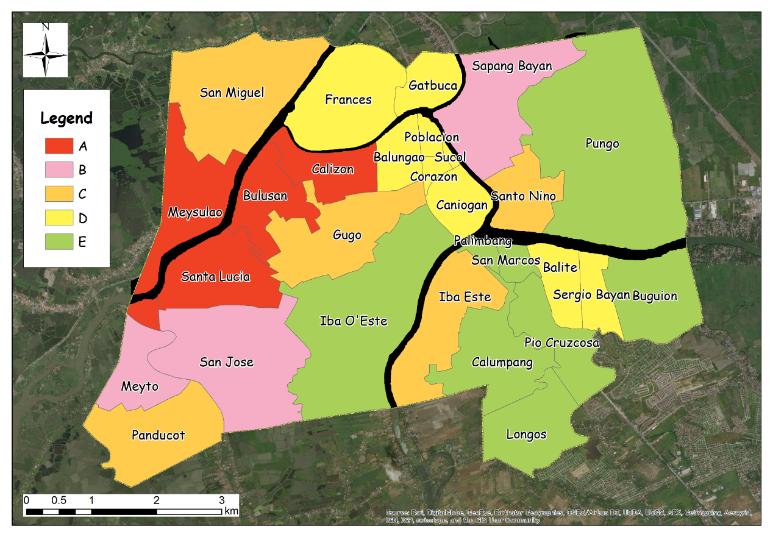 N
San Miguel
Frances
Gatbuca
Sapang Bayan
Legend
A
B
C
D
E
Pungo
Poblacion
Balungao
Sucol
Calizon
Corazon
Bulusan
Santo Nino
Meysulao
Caniogan
Gugo
Palimbang
San Marcos
Balite
Santa Lucia
Iba Este
Sergio Bayan
Buguion
Iba O'Este
Pio Cruzcosa
San Jose
Calumpang
Meyto
Panducot
Longos
0 0.5 1 2 3
km